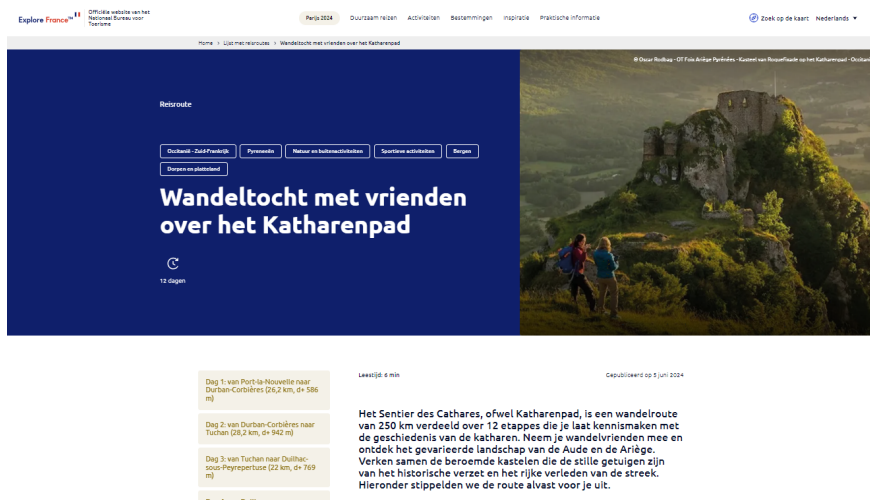 Explore France
Officiële website van het
Nationaal Bureau voor
Toerisme
Parijs 2024
Duurzaam reizen
Activiteiten
Bestemmingen
Inspiratie
Praktische informatie
Zoek op de kaart
Nederlands
Home > Lijst met reisroutes > Wandeltocht met vrienden over het Katharenpad
© Oscar Rodbag - OT Foix Ariège Pyrénées - Kasteel van Roquefixade op het Katharenpad - Occitani
Reisroute
Occitanië - Zuid-Frankrijk
Pyreneeën
Natuur en buitenactiviteiten
Sportieve activiteiten
Bergen
Dorpen en platteland
Wandeltocht met vrienden
over het Katharenpad
12 dagen
Dag 1: van Port-la-Nouvelle naar
Durban-Corbières (26,2 km, d+ 586
m)
Dag 2: van Durban-Corbières naar
Tuchan (28,2 km, d+ 942 m)
Dag 3: van Tuchan naar Duilhac-
sous-Peyrepertuse (22 km, d+ 769
m)
Leestijd: 6 min
Gepubliceerd op 5 juni 2024
Het Sentier des Cathares, ofwel Katharenpad, is een wandelroute
van 250 km verdeeld over 12 etappes die je laat kennismaken met
de geschiedenis van de katharen. Neem je wandelvrienden mee en
ontdek het gevarieerde landschap van de Aude en de Ariège.
Verken samen de beroemde kastelen die de stille getuigen zijn
van het historische verzet en het rijke verleden van de streek.
Hieronder stippelden we de route alvast voor je uit.